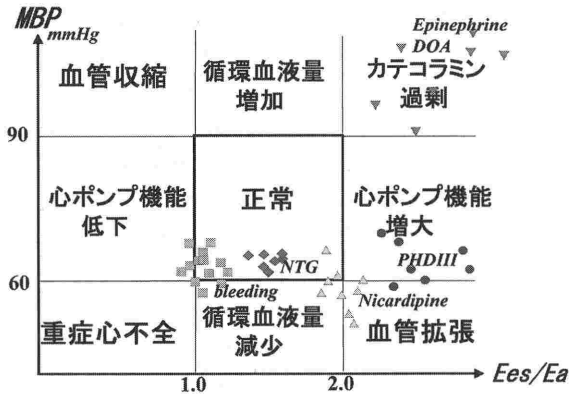 MBP
mmHg
Epinephrine
DOA
血管収縮
循環血液量
増加
カテコラミン
過剰
90
心ポンプ機能
低下
正常
心ポンプ機能
増大
NTG
PHDIII
60
bleeding
Nicardipine
重症心不全
循環血液量
減少
血管拡張
1.0
2.0
Ees/Ea